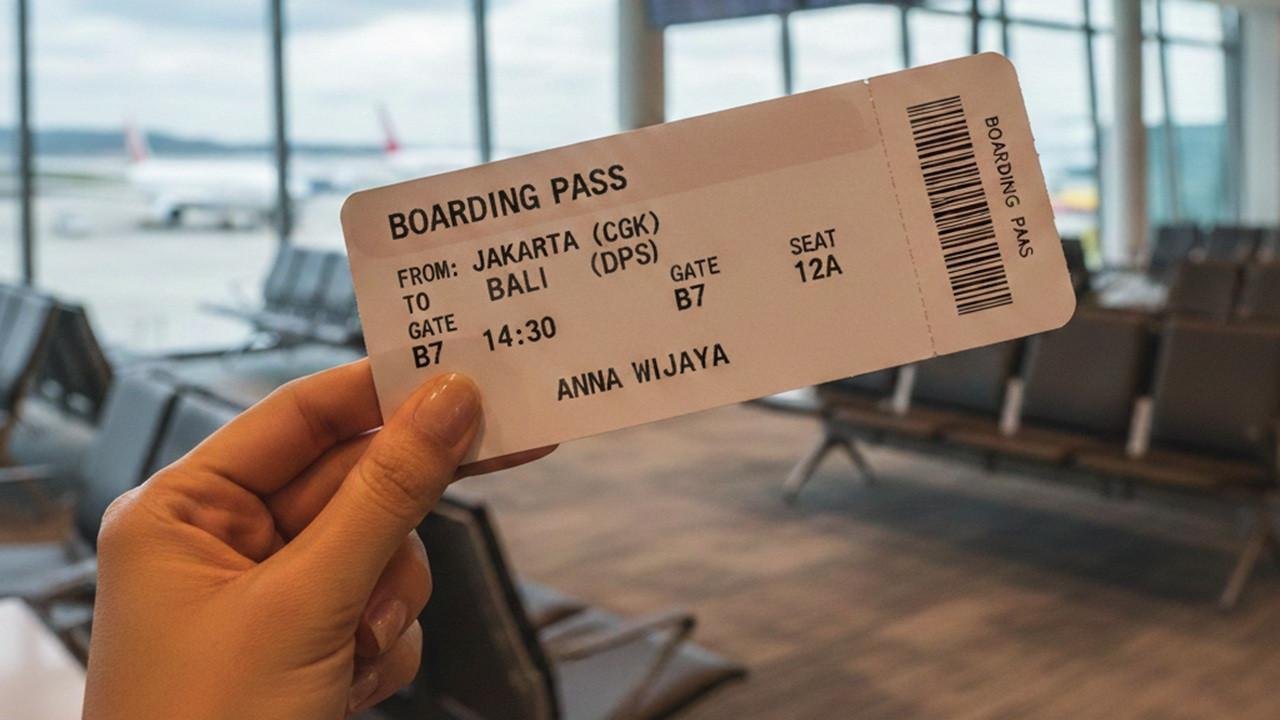 BOARDING PASS
FROM: JAKARTA (CGK)
TO BALI (DPS)
GATE
B7
14:30
GATE
B7
SEAT
12A
ANNA WIJAYA
BOARDING PAAS